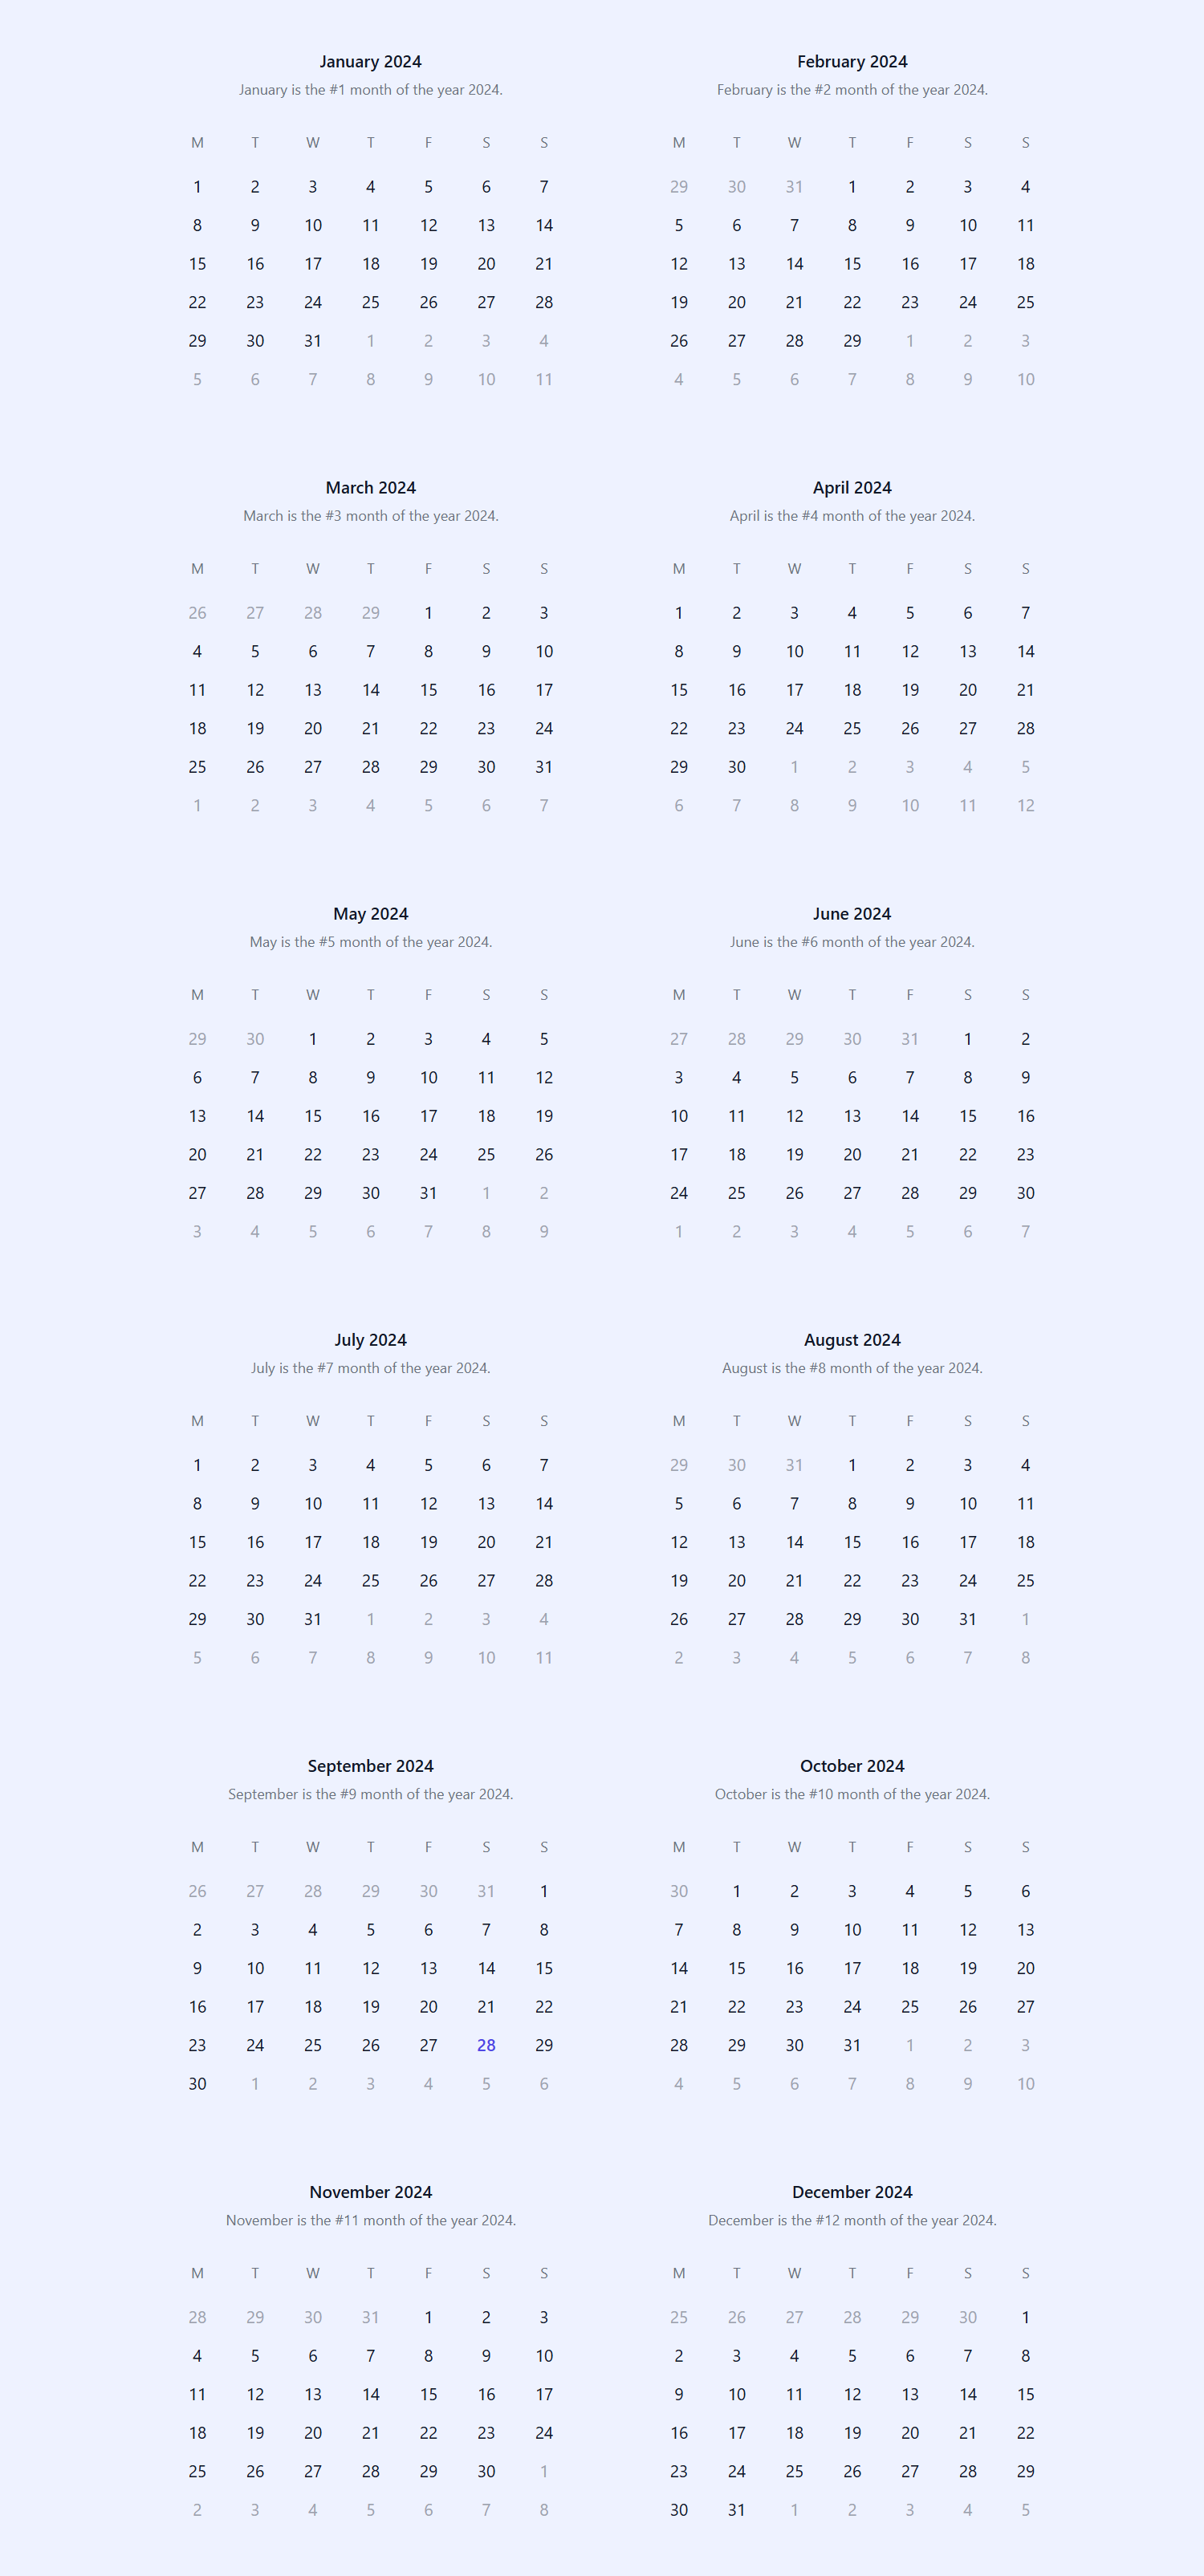 January 2024
January is the #1 month of the year 2024.
M T W T F S S
1 2 3 4 5 6 7
8 9 10 11 12 13 14
15 16 17 18 19 20 21
22 23 24 25 26 27 28
29 30 31 1 2 3 4
5 6 7 8 9 10 11
February 2024
February is the #2 month of the year 2024.
M T W T F S S
29 30 31 1 2 3 4
5 6 7 8 9 10 11
12 13 14 15 16 17 18
19 20 21 22 23 24 25
26 27 28 29 1 2 3
4 5 6 7 8 9 10
March 2024
March is the #3 month of the year 2024.
M T W T F S S
26 27 28 29 1 2 3
4 5 6 7 8 9 10
11 12 13 14 15 16 17
18 19 20 21 22 23 24
25 26 27 28 29 30 31
1 2 3 4 5 6 7
April 2024
April is the #4 month of the year 2024.
M T W T F S S
1 2 3 4 5 6 7
8 9 10 11 12 13 14
15 16 17 18 19 20 21
22 23 24 25 26 27 28
29 30 1 2 3 4 5
6 7 8 9 10 11 12
May 2024
May is the #5 month of the year 2024.
M T W T F S S
29 30 1 2 3 4 5
6 7 8 9 10 11 12
13 14 15 16 17 18 19
20 21 22 23 24 25 26
27 28 29 30 31 1 2
3 4 5 6 7 8 9
June 2024
June is the #6 month of the year 2024.
M T W T F S S
27 28 29 30 31 1 2
3 4 5 6 7 8 9
10 11 12 13 14 15 16
17 18 19 20 21 22 23
24 25 26 27 28 29 30
1 2 3 4 5 6 7
July 2024
July is the #7 month of the year 2024.
M T W T F S S
1 2 3 4 5 6 7
8 9 10 11 12 13 14
15 16 17 18 19 20 21
22 23 24 25 26 27 28
29 30 31 1 2 3 4
5 6 7 8 9 10 11
August 2024
August is the #8 month of the year 2024.
M T W T F S S
29 30 31 1 2 3 4
5 6 7 8 9 10 11
12 13 14 15 16 17 18
19 20 21 22 23 24 25
26 27 28 29 30 31 1
2 3 4 5 6 7 8
September 2024
September is the #9 month of the year 2024.
M T W T F S S
26 27 28 29 30 31 1
2 3 4 5 6 7 8
9 10 11 12 13 14 15
16 17 18 19 20 21 22
23 24 25 26 27 28 29
30 1 2 3 4 5 6
October 2024
October is the #10 month of the year 2024.
M T W T F S S
30 1 2 3 4 5 6
7 8 9 10 11 12 13
14 15 16 17 18 19 20
21 22 23 24 25 26 27
28 29 30 31 1 2 3
4 5 6 7 8 9 10
November 2024
November is the #11 month of the year 2024.
M T W T F S S
28 29 30 31 1 2 3
4 5 6 7 8 9 10
11 12 13 14 15 16 17
18 19 20 21 22 23 24
25 26 27 28 29 30 1
2 3 4 5 6 7 8
December 2024
December is the #12 month of the year 2024.
M T W T F S S
25 26 27 28 29 30 1
2 3 4 5 6 7 8
9 10 11 12 13 14 15
16 17 18 19 20 21 22
23 24 25 26 27 28 29
30 31 1 2 3 4 5